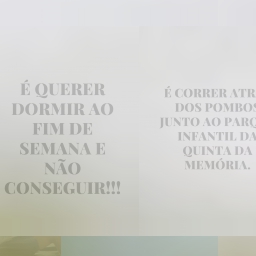 É QUERER
DORMIR AO
FIM DE
SEMANA E
NÃO
CONSEGUIR!!!
É CORRER
DOS POMBOS
JUNTO AO
INFANTIL DA
QUINTA DA
MEMÓRIA.